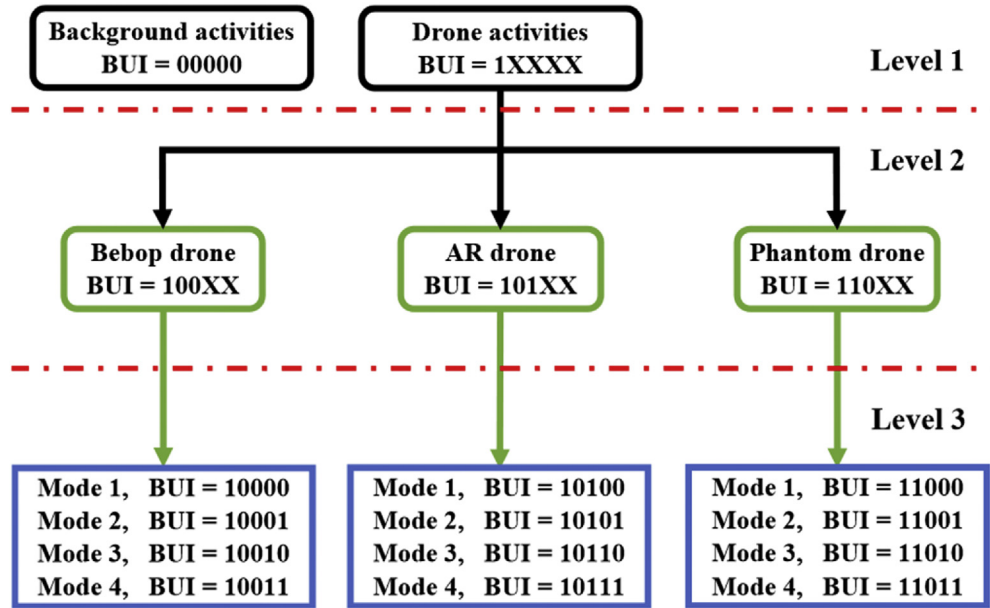 Background activities
BUI = 00000
Drone activities
BUI = 1XXXX
Level 1
Level 2
Bebop drone
BUI = 100XX
AR drone
BUI = 101XX
Phantom drone
BUI = 110XX
Level 3
Mode 1, BUI = 10000
Mode 2, BUI = 10001
Mode 3, BUI = 10010
Mode 4, BUI = 10011
Mode 1, BUI = 10100
Mode 2, BUI = 10101
Mode 3, BUI = 10110
Mode 4, BUI = 10111
Mode 1, BUI = 11000
Mode 2, BUI = 11001
Mode 3, BUI = 11010
Mode 4, BUI = 11011